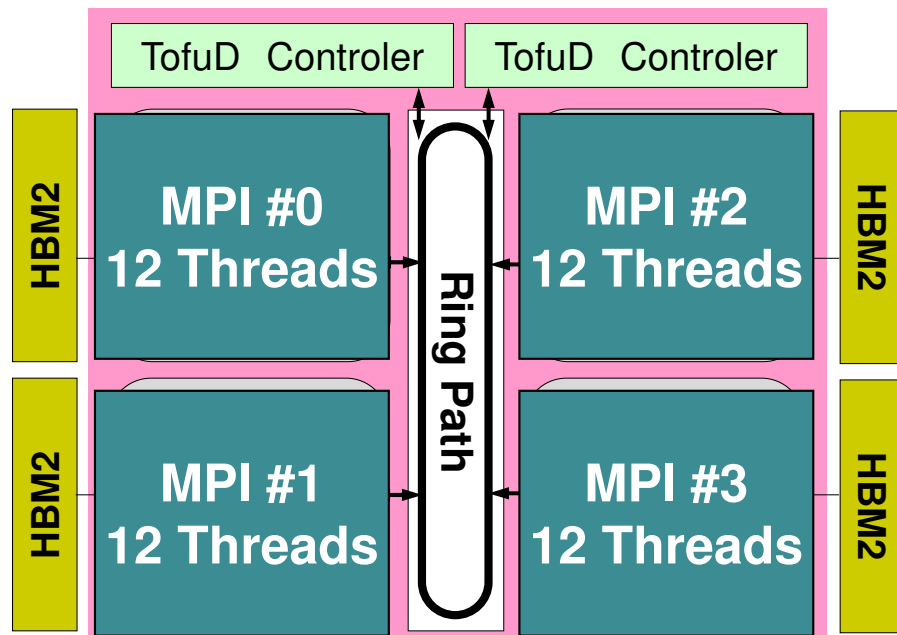 TofuD Controler
TofuD Controler
HBM2
MPI #0
12 Threads
MPI #2
12 Threads
HBM2
Ring Path
HBM2
MPI #1
12 Threads
MPI #3
12 Threads
HBM2